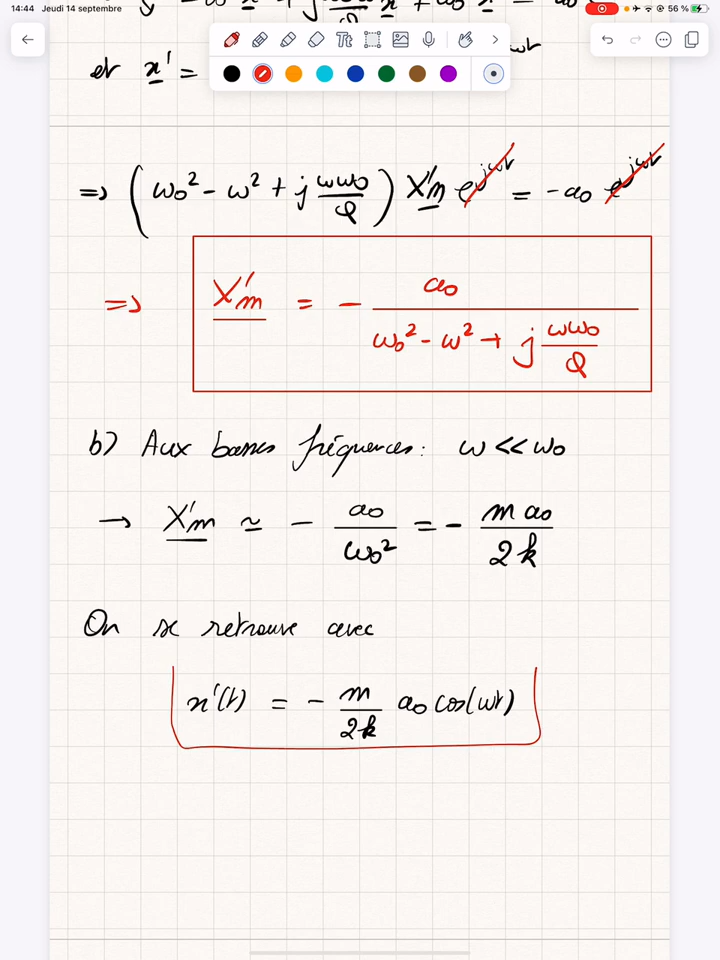 14:44 Jeudi 14 septembre 56 %
Tt
et x' =
=> (ω₀² - ω² + j ωω₀/Q) X'm e^jωt = -a₀ e^jωt
=> X'm = - a₀ / (ω₀² - ω² + j ωω₀/Q)
b) Aux basses fréquences : ω << ω₀
→ X'm ≃ - a₀/ω₀² = - m a₀/2k
On se retrouve avec
x'(t) = - m/2k a₀ cos(ωt)